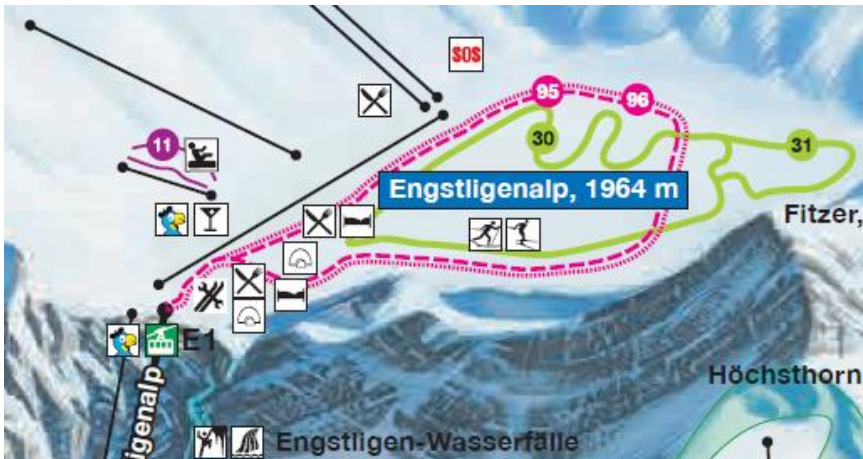 SOS
95
96
11
30
31
Engstligenalp, 1964 m
Fitzer,
E1
igenalp
Höchsthorn
Engstligen-Wasserfälle